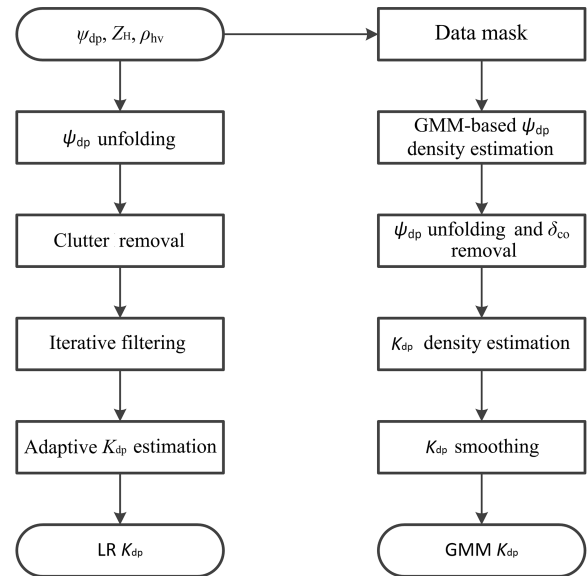 ψdp, ZH, ρhv
Data mask
ψdp unfolding
GMM-based ψdp
density estimation
Clutter removal
ψdp unfolding and δco
removal
Iterative filtering
Kdp density estimation
Adaptive Kdp estimation
Kdp smoothing
LR Kdp
GMM Kdp